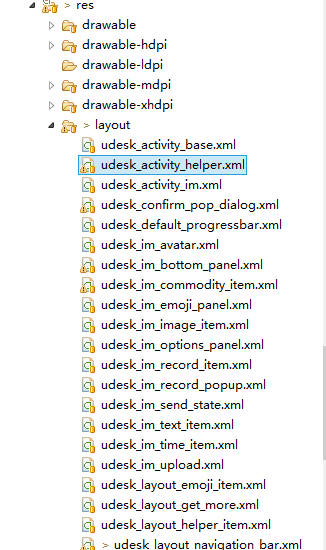 > res
> drawable
> drawable-hdpi
drawable-ldpi
> drawable-mdpi
> drawable-xhdpi
> layout
udesk_activity_base.xml
udesk_activity_helper.xml
udesk_activity_im.xml
udesk_confirm_pop_dialog.xml
udesk_default_progressbar.xml
udesk_im_avatar.xml
udesk_im_bottom_panel.xml
udesk_im_commodity_item.xml
udesk_im_emoji_panel.xml
udesk_im_image_item.xml
udesk_im_options_panel.xml
udesk_im_record_item.xml
udesk_im_record_popup.xml
udesk_im_send_state.xml
udesk_im_text_item.xml
udesk_im_time_item.xml
udesk_im_upload.xml
udesk_layout_emoji_item.xml
udesk_layout_get_more.xml
udesk_layout_helper_item.xml
> udesk_layout_navigation_bar.xml